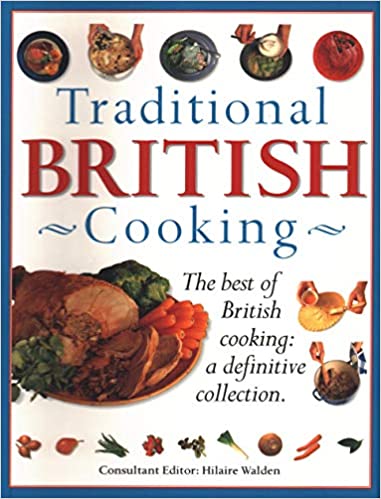 Traditional
BRITISH
~ Cooking ~
The best of
British
cooking:
a definitive
collection.
Consultant Editor: Hilaire Walden